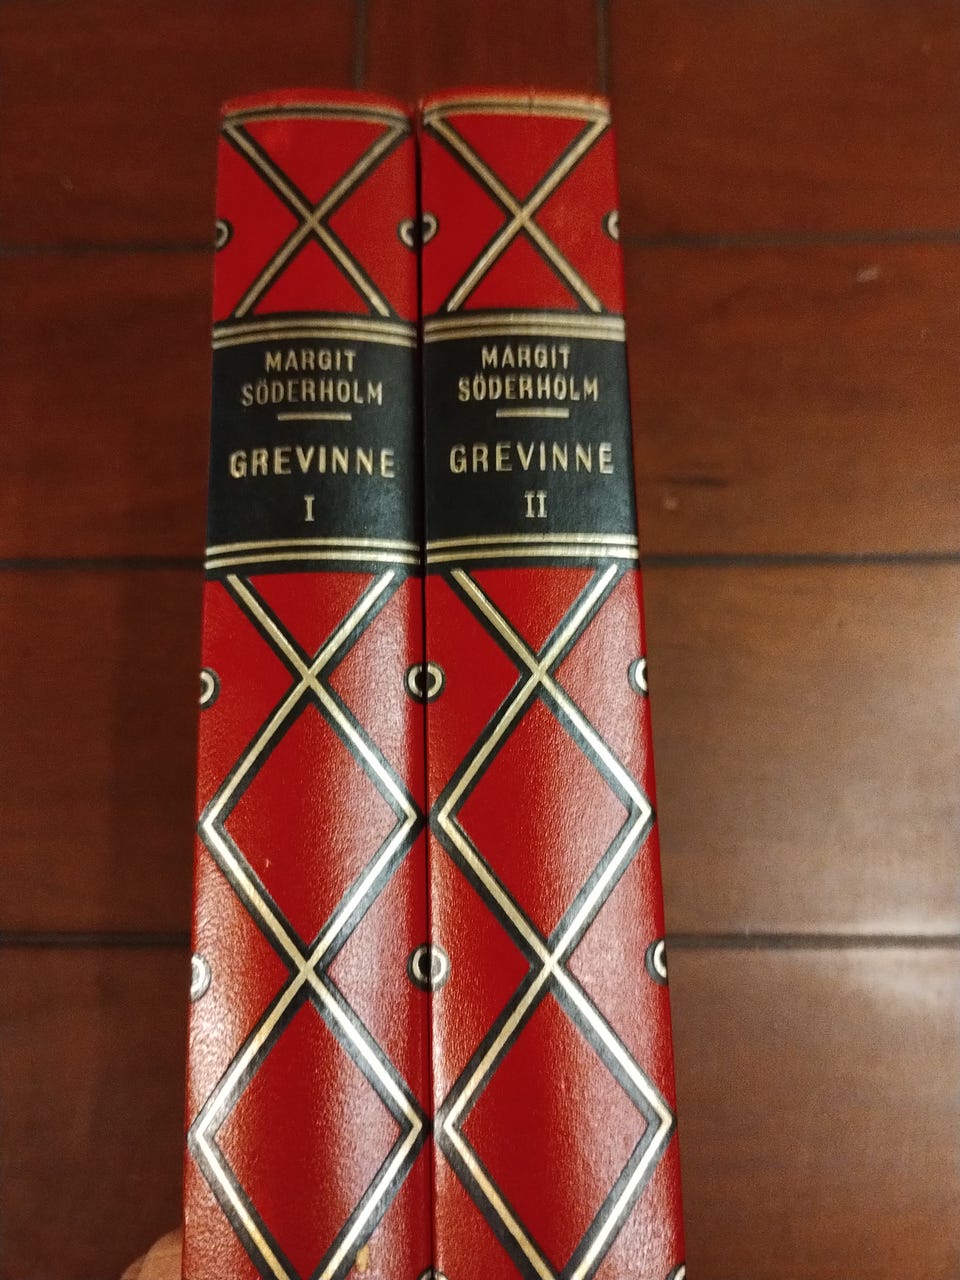 MARGIT
SÖDERHOLM
GREVINNE
I
MARGIT
SÖDERHOLM
GREVINNE
II